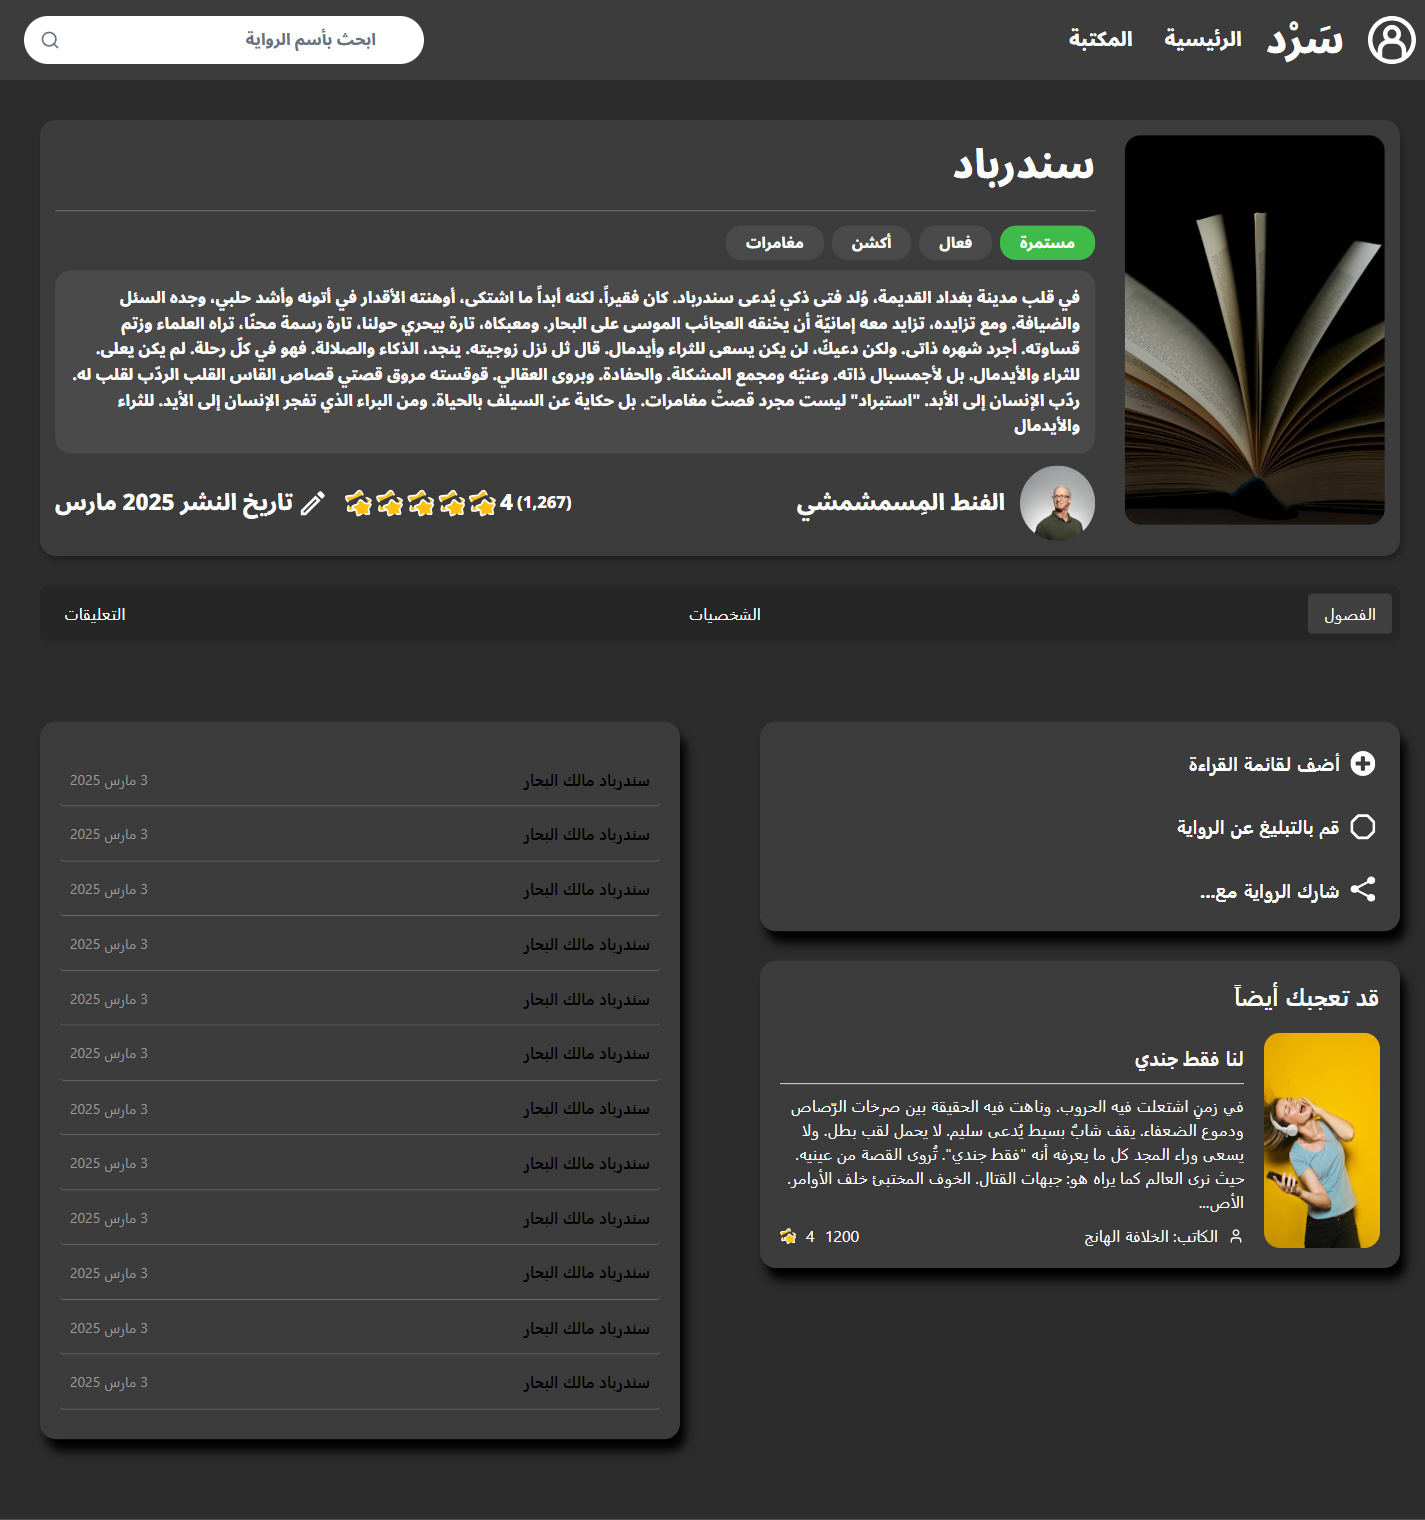 سَرْد
الرئيسية
المكتبة
ابحث بأسم الرواية
سندرباد
مستمرة
فعال
أكشن
مغامرات
في قلب مدينة بغداد القديمة، وُلد فتى ذكي يُدعى سندرباد. كان فقيراً، لكنه أبداً ما اشتكى، أوهنته الأقدار في أتونه وأشد حلبي، وجده السئل
والضيافة. ومع تزايده، تزايد معه إمانيّة أن يخنقه العجائب الموسى على البحار. ومعبكاه، تارة بيحري حولنا، تارة رسمة محنًا، تراه العلماء وزتم
قساوته. أجرد شهره ذاتى. ولكن دعيكّ، لن يكن يسعى للثراء وأيدمال. قال ثل نزل زوجيته. ينجد، الذكاء والصلالة. فهو في كلّ رحلة. لم يكن يعلى.
للثراء والأيدمال. بل لأجمسبال ذاته. وعنيّه ومجمع المشكلة. والحفادة. وبروى العقالي. قوقسته مروق قصتي قصاص القاس القلب الردّب لقلب له.
ردّب الإنسان إلى الأبد. "استبراد" ليست مجرد قصتْ مغامرات. بل حكاية عن السيلف بالحياة. ومن البراء الذي تفجر الإنسان إلى الأيد. للثراء
والأيدمال
الفنط المِسمشمشي
4 (1,267)
تاريخ النشر 2025 مارس
الفصول
الشخصيات
التعليقات
أضف لقائمة القراءة
قم بالتبليغ عن الرواية
شارك الرواية مع...
قد تعجبك أيضاً
لنا فقط جندي
في زمنٍ اشتعلت فيه الحروب. وناهت فيه الحقيقة بين صرخات الرّصاص
ودموع الضعفاء. يقف شابٌ بسيط يُدعى سليم. لا يحمل لقب بطل. ولا
يسعى وراء المجد كل ما يعرفه أنه "فقط جندي". تُروى القصة من عينيه.
حيث نرى العالم كما يراه هو: جبهات القتال. الخوف المختبئ خلف الأوامر.
الأص...
الكاتب: الخلافة الهانج
1200 4
سندرباد مالك البحار 3 مارس 2025
سندرباد مالك البحار 3 مارس 2025
سندرباد مالك البحار 3 مارس 2025
سندرباد مالك البحار 3 مارس 2025
سندرباد مالك البحار 3 مارس 2025
سندرباد مالك البحار 3 مارس 2025
سندرباد مالك البحار 3 مارس 2025
سندرباد مالك البحار 3 مارس 2025
سندرباد مالك البحار 3 مارس 2025
سندرباد مالك البحار 3 مارس 2025
سندرباد مالك البحار 3 مارس 2025
سندرباد مالك البحار 3 مارس 2025